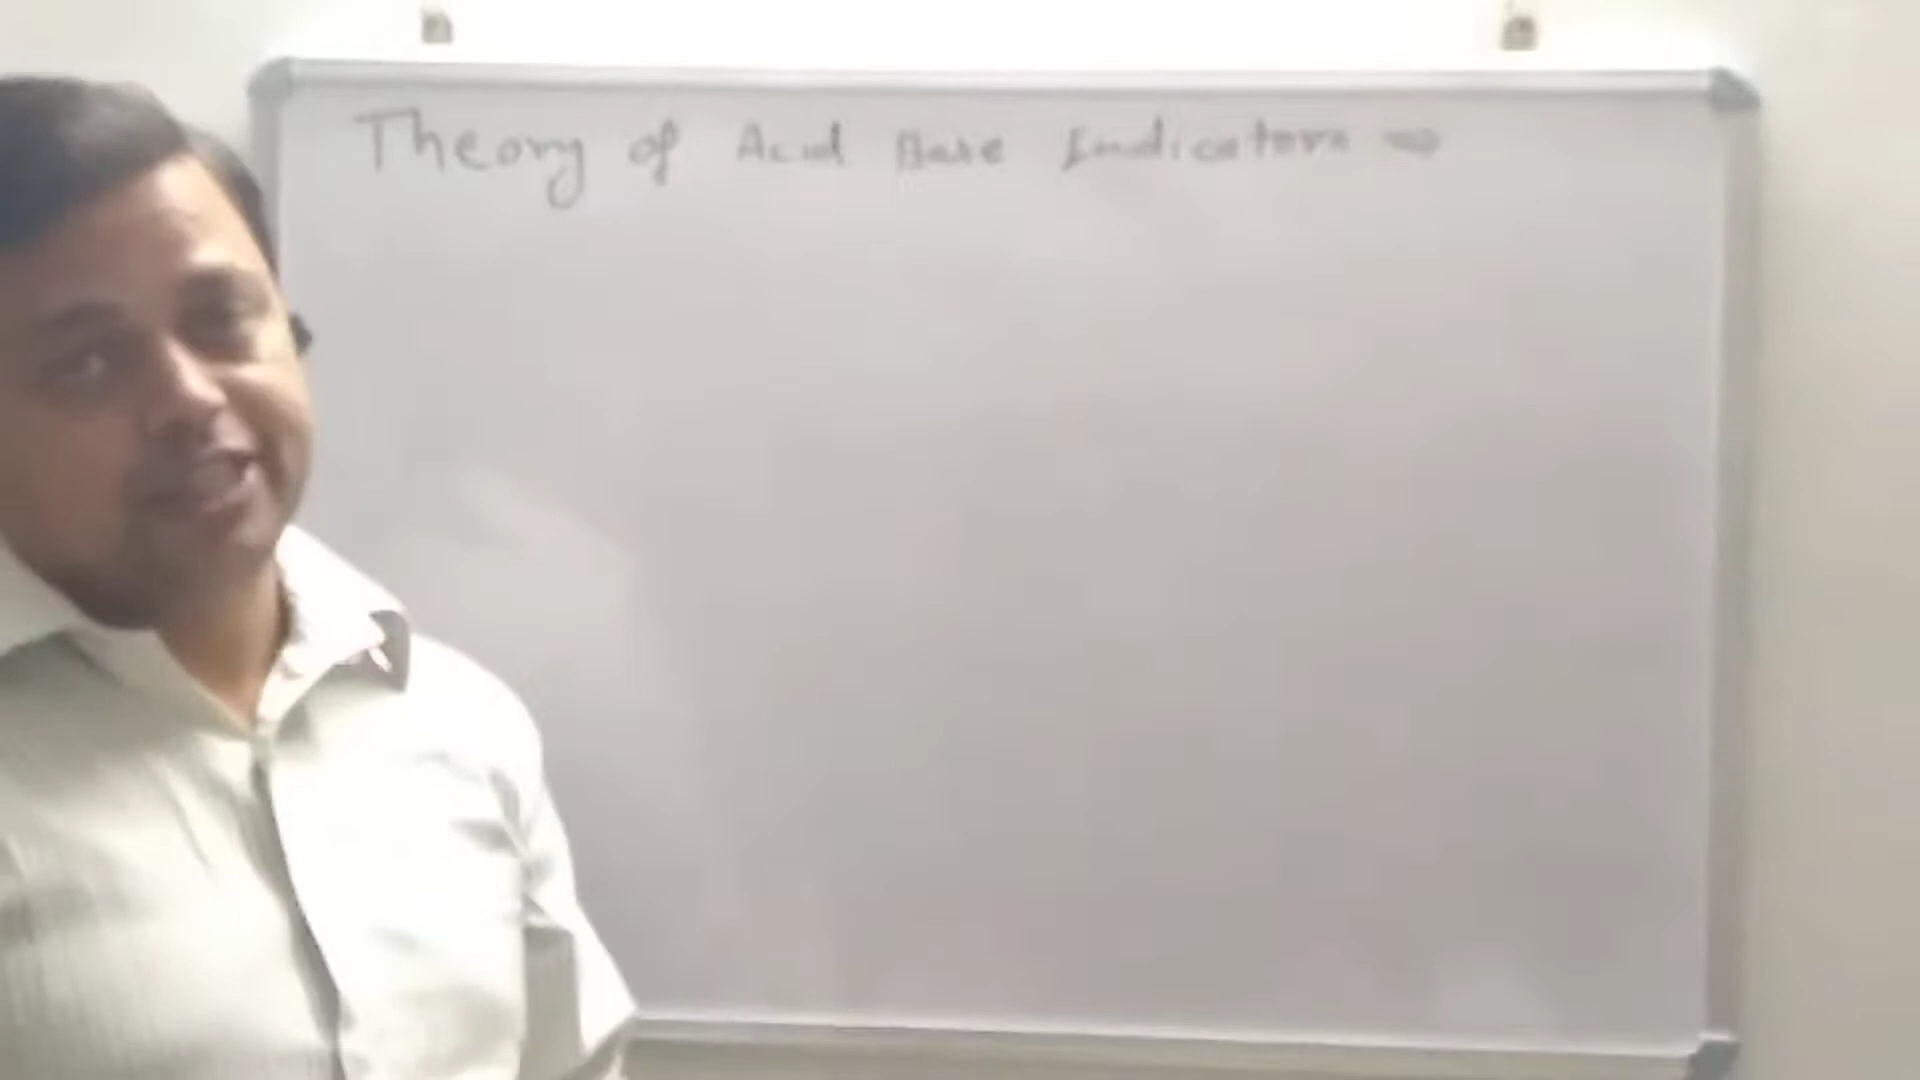 Theory of Acid Base Indicators ⇒